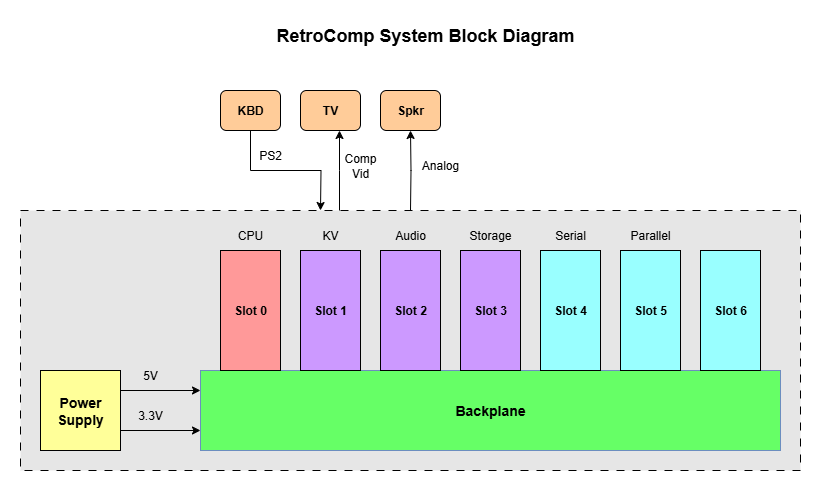 RetroComp System Block Diagram
KBD
TV
Spkr
PS2
Comp
Vid
Analog
CPU
KV
Audio
Storage
Serial
Parallel
Slot 0
Slot 1
Slot 2
Slot 3
Slot 4
Slot 5
Slot 6
5V
Power
Supply
3.3V
Backplane